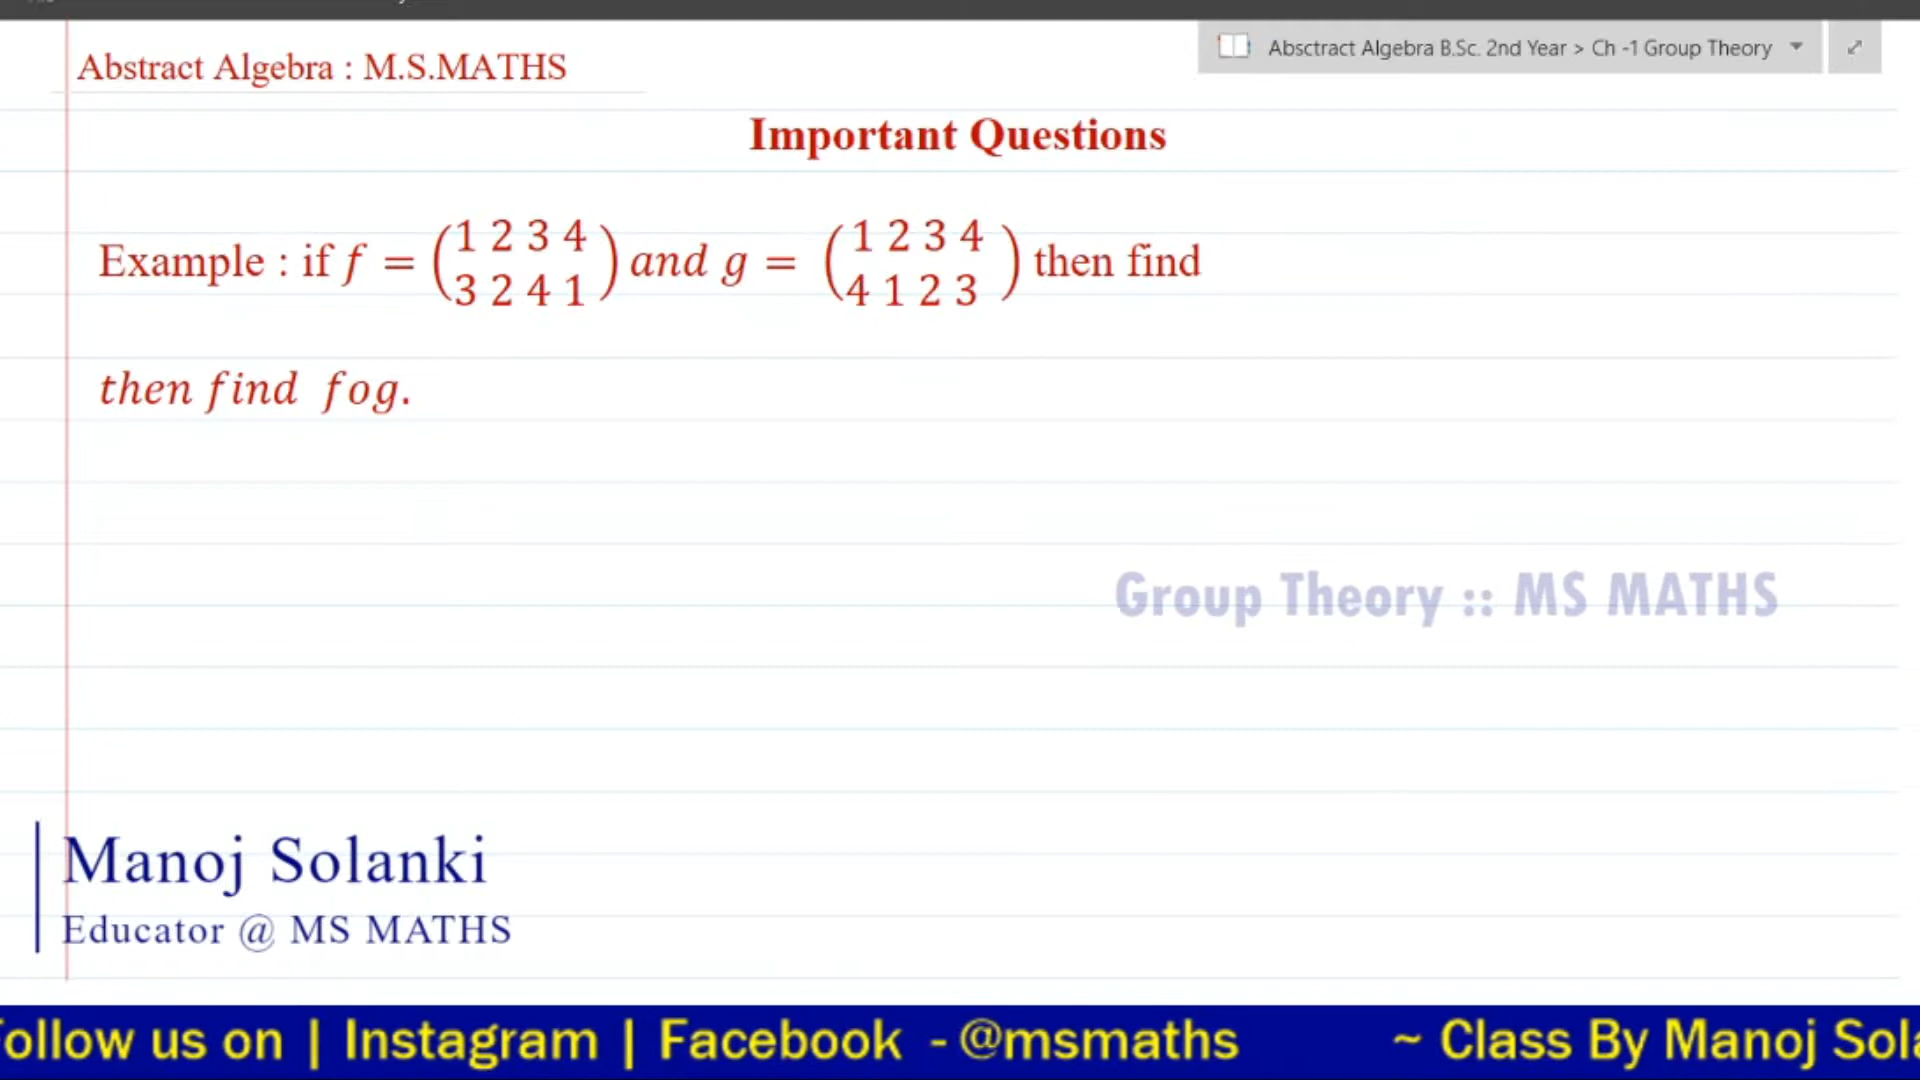 Abstract Algebra : M.S.MATHS
Absctract Algebra B.Sc. 2nd Year > Ch -1 Group Theory
Important Questions
Example : if f = (1 2 3 4 / 3 2 4 1) and g = (1 2 3 4 / 4 1 2 3) then find
then find fog.
Group Theory :: MS MATHS
Manoj Solanki
Educator @ MS MATHS
ollow us on | Instagram | Facebook - @msmaths ~ Class By Manoj Sola